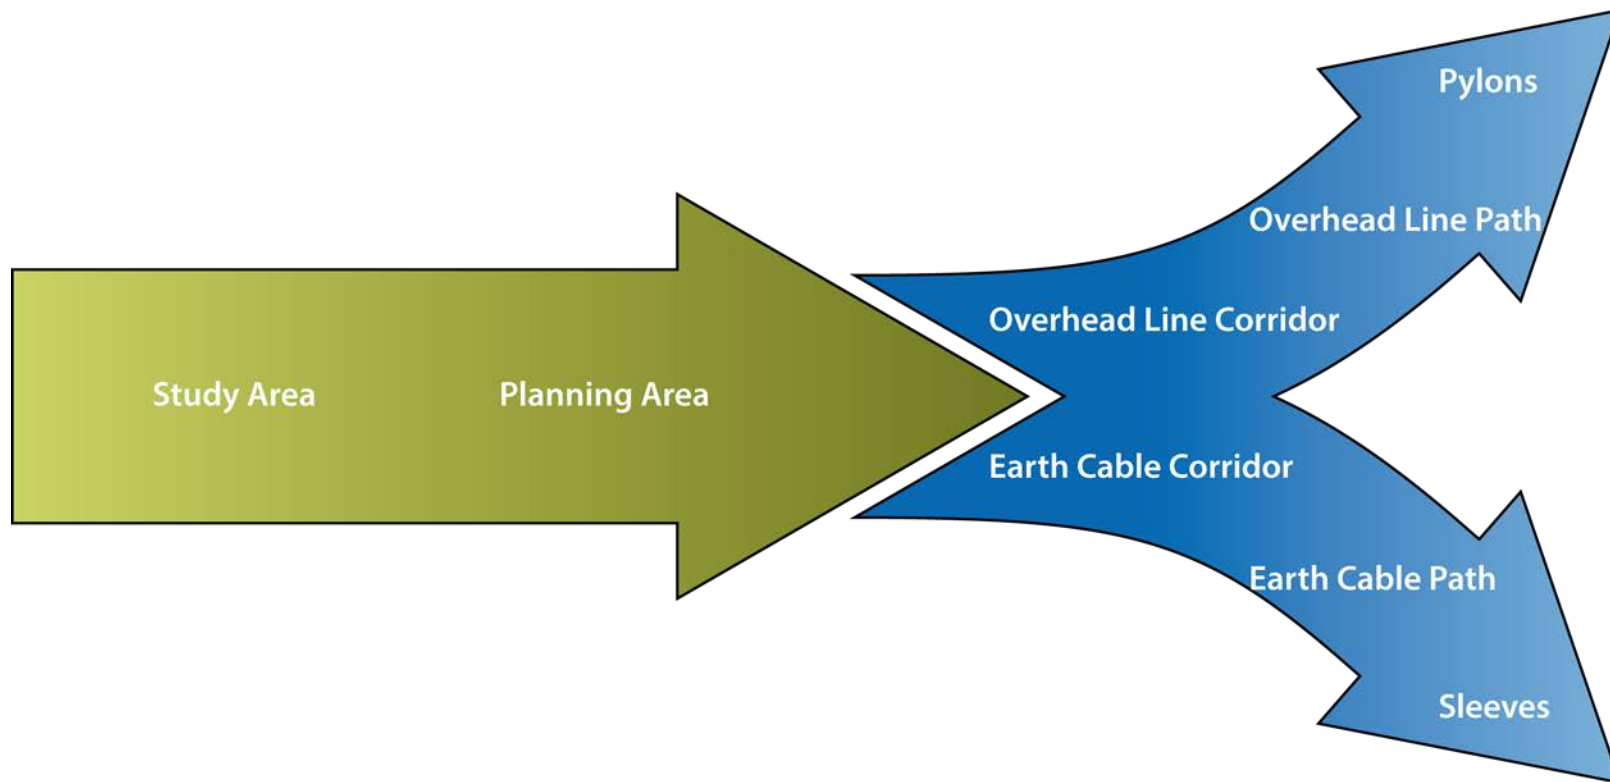 Study Area
Planning Area
Overhead Line Corridor
Overhead Line Path
Pylons
Earth Cable Corridor
Earth Cable Path
Sleeves